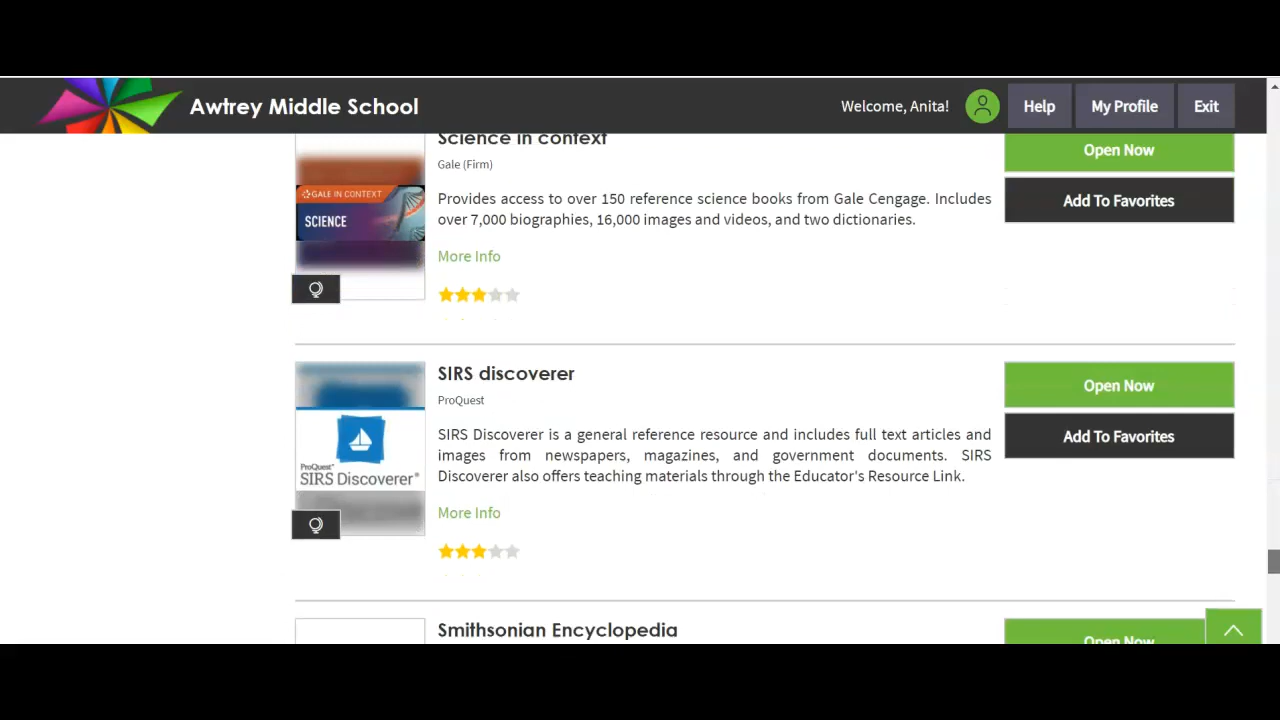 Awtrey Middle School
Welcome, Anita!
Help
My Profile
Exit
Science in context
Open Now
Gale (Firm)
GALE IN CONTEXT
SCIENCE
Provides access to over 150 reference science books from Gale Cengage. Includes
over 7,000 biographies, 16,000 images and videos, and two dictionaries.
Add To Favorites
More Info
SIRS discoverer
Open Now
ProQuest
ProQuest
SIRS Discoverer
SIRS Discoverer is a general reference resource and includes full text articles and
images from newspapers, magazines, and government documents. SIRS
Discoverer also offers teaching materials through the Educator's Resource Link.
Add To Favorites
More Info
Smithsonian Encyclopedia
Open Now